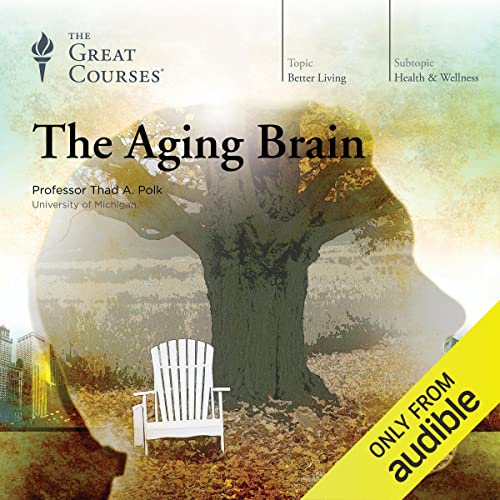 THE
GREAT
COURSES®
Topic
Better Living
Subtopic
Health & Wellness
The Aging Brain
Professor Thad A. Polk
University of Michigan
ONLY FROM
audible